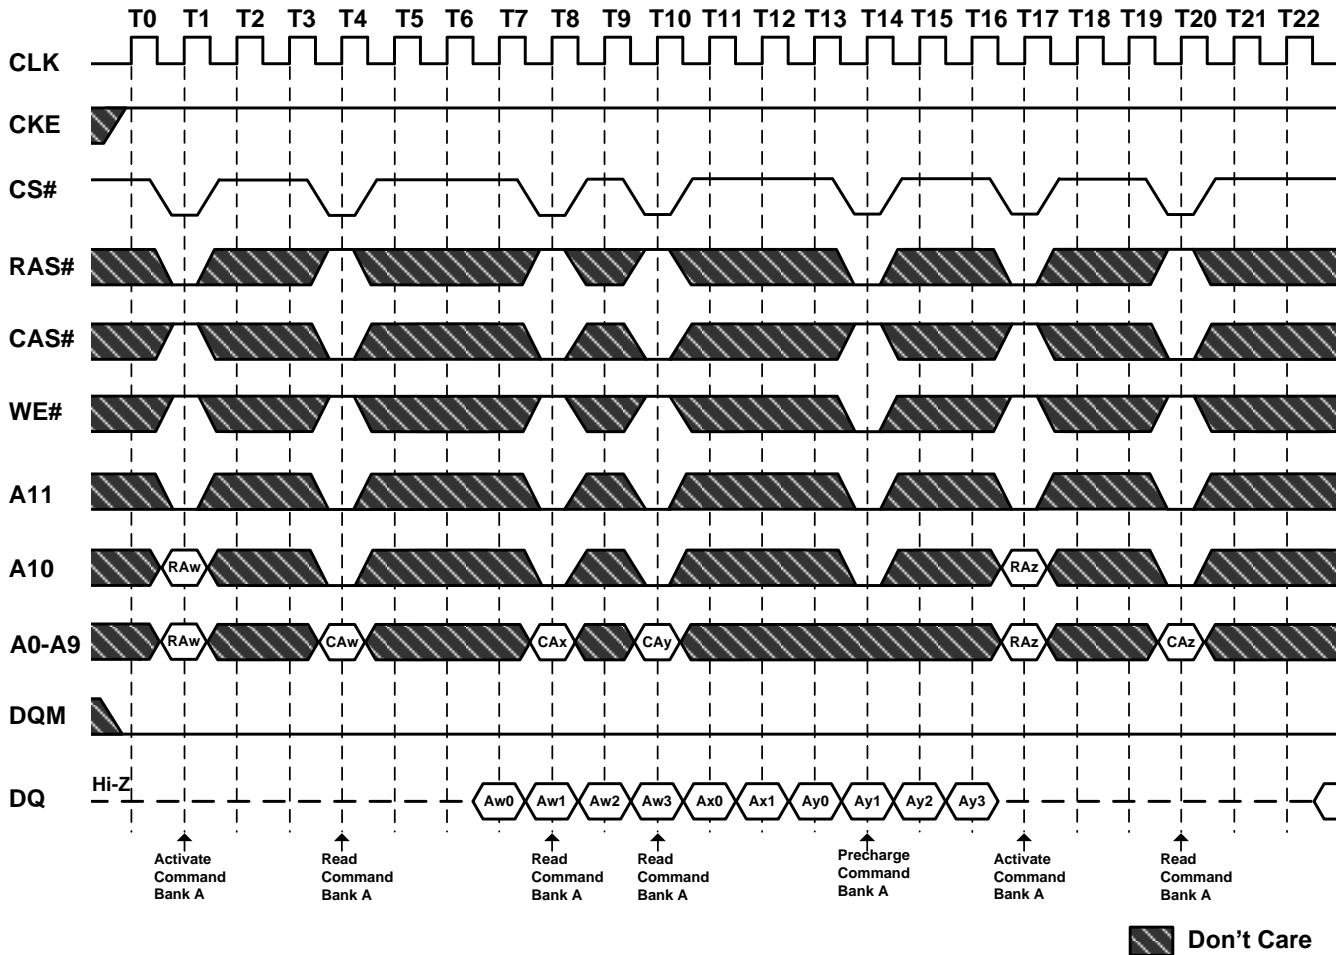 T0 T1 T2 T3 T4 T5 T6 T7 T8 T9 T10 T11 T12 T13 T14 T15 T16 T17 T18 T19 T20 T21 T22
CLK
CKE
CS#
RAS#
CAS#
WE#
A11
A10 RAw RAz
A0-A9 RAw CAw CAx CAy RAz CAz
DQM
DQ Hi-Z Aw0 Aw1 Aw2 Aw3 Ax0 Ax1 Ay0 Ay1 Ay2 Ay3
Activate
Command
Bank A
Read
Command
Bank A
Read
Command
Bank A
Read
Command
Bank A
Precharge
Command
Bank A
Activate
Command
Bank A
Read
Command
Bank A
Don't Care